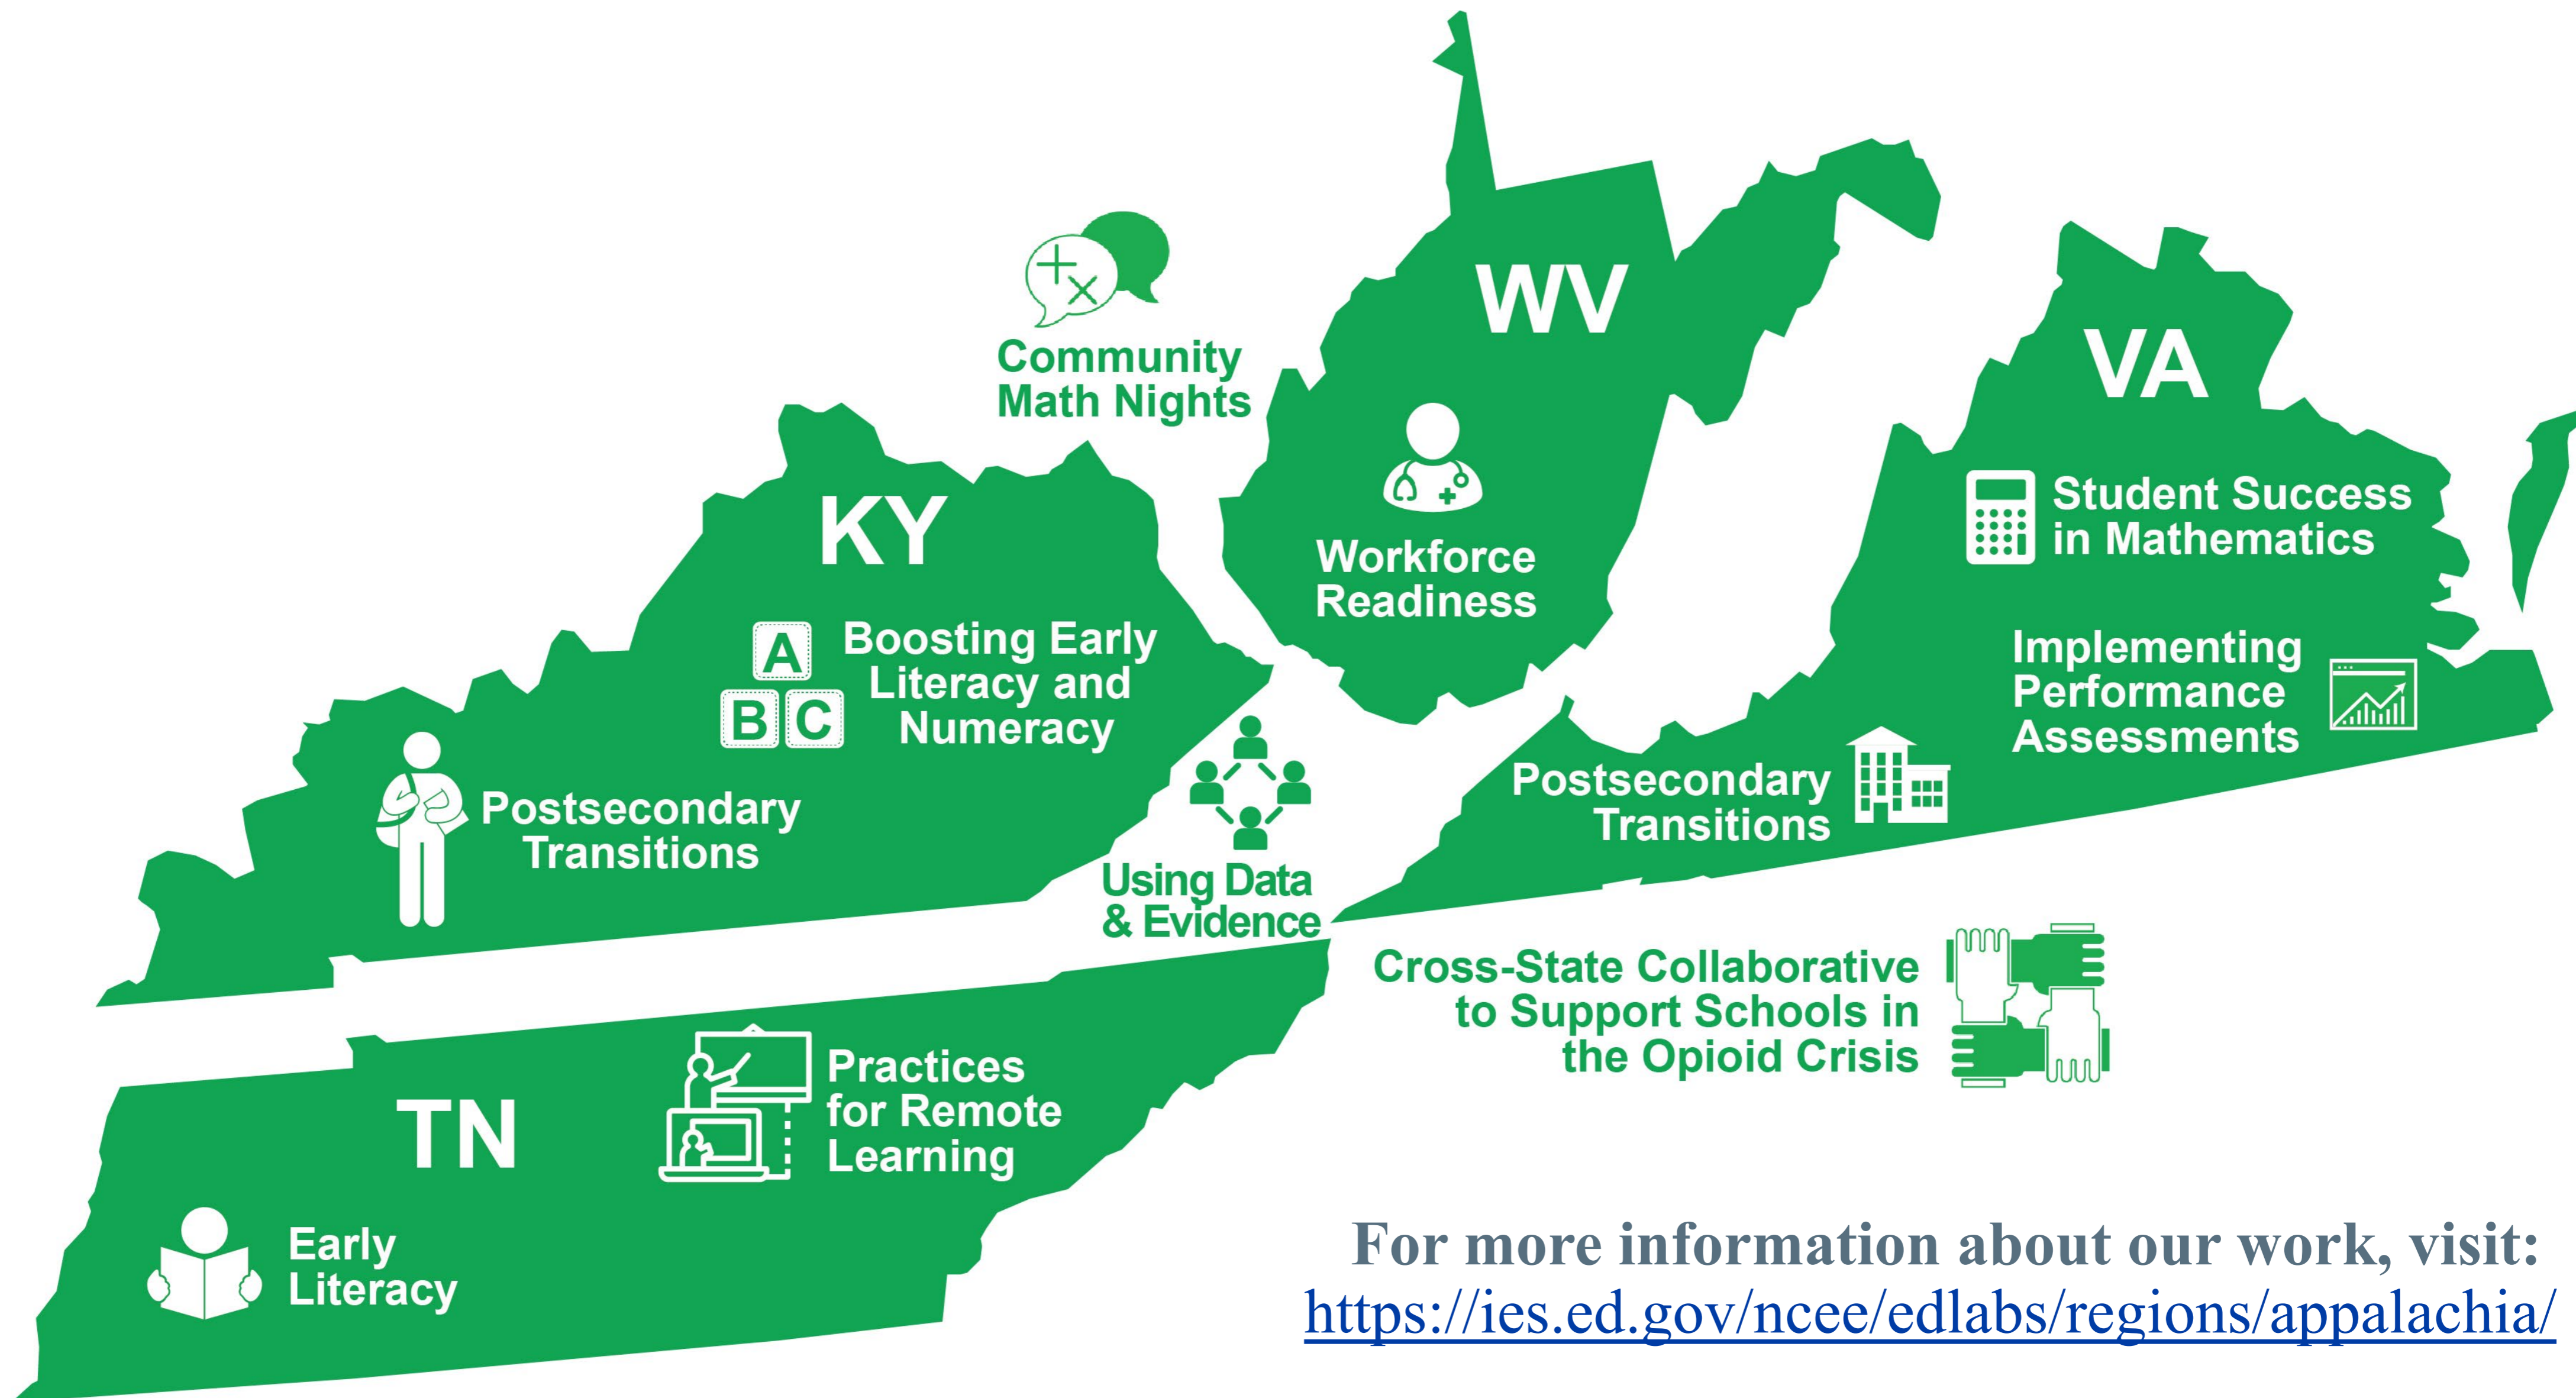 Community
Math Nights
WV
Workforce
Readiness
VA
Student Success
in Mathematics
Implementing
Performance
Assessments
Postsecondary
Transitions
KY
A
B C
Boosting Early
Literacy and
Numeracy
Postsecondary
Transitions
Using Data
& Evidence
Cross-State Collaborative
to Support Schools in
the Opioid Crisis
TN
Practices
for Remote
Learning
Early
Literacy
For more information about our work, visit:
https://ies.ed.gov/ncee/edlabs/regions/appalachia/